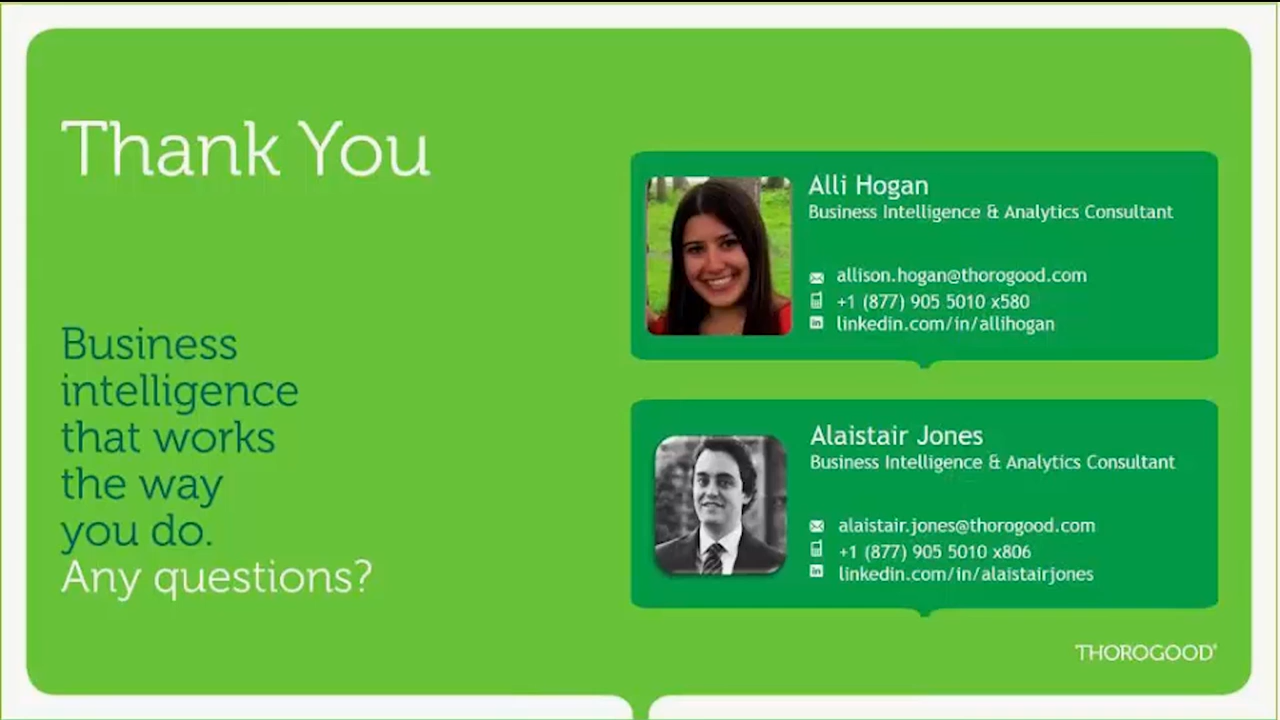 Thank You
Business
intelligence
that works
the way
you do.
Any questions?
Alli Hogan
Business Intelligence & Analytics Consultant
allison.hogan@thorogood.com
+1 (877) 905 5010 x580
linkedin.com/in/allihogan
Alaistair Jones
Business Intelligence & Analytics Consultant
alaistair.jones@thorogood.com
+1 (877) 905 5010 x806
linkedin.com/in/alaistairjones
THOROGOOD